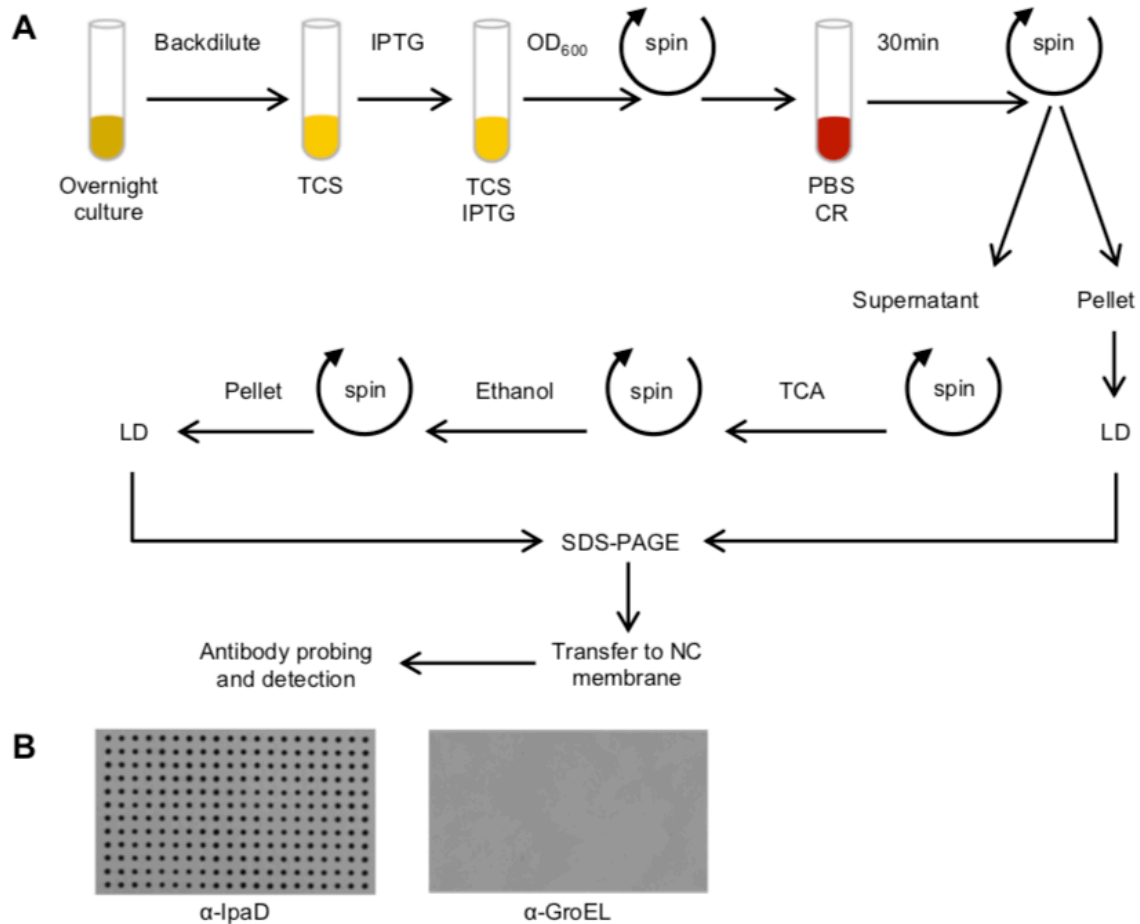 A
Backdilute
IPTG
OD600
spin
30min
spin
Overnight
culture
TCS
TCS
IPTG
PBS
CR
Supernatant
Pellet
Pellet
spin
Ethanol
spin
TCA
spin
LD
LD
SDS-PAGE
Antibody probing
and detection
Transfer to NC
membrane
B
α-IpaD
α-GroEL